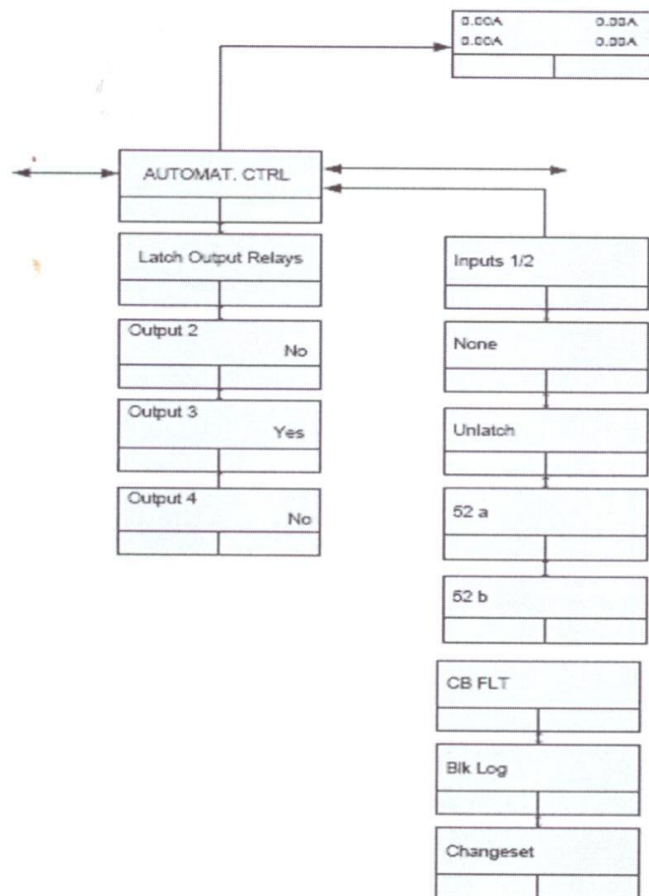 0.00A 0.00A
0.00A 0.00A
AUTOMAT. CTRL
Latch Output Relays
Output 2
No
Output 3
Yes
Output 4
No
Inputs 1/2
None
Unlatch
52 a
52 b
CB FLT
Blk Log
Changeset